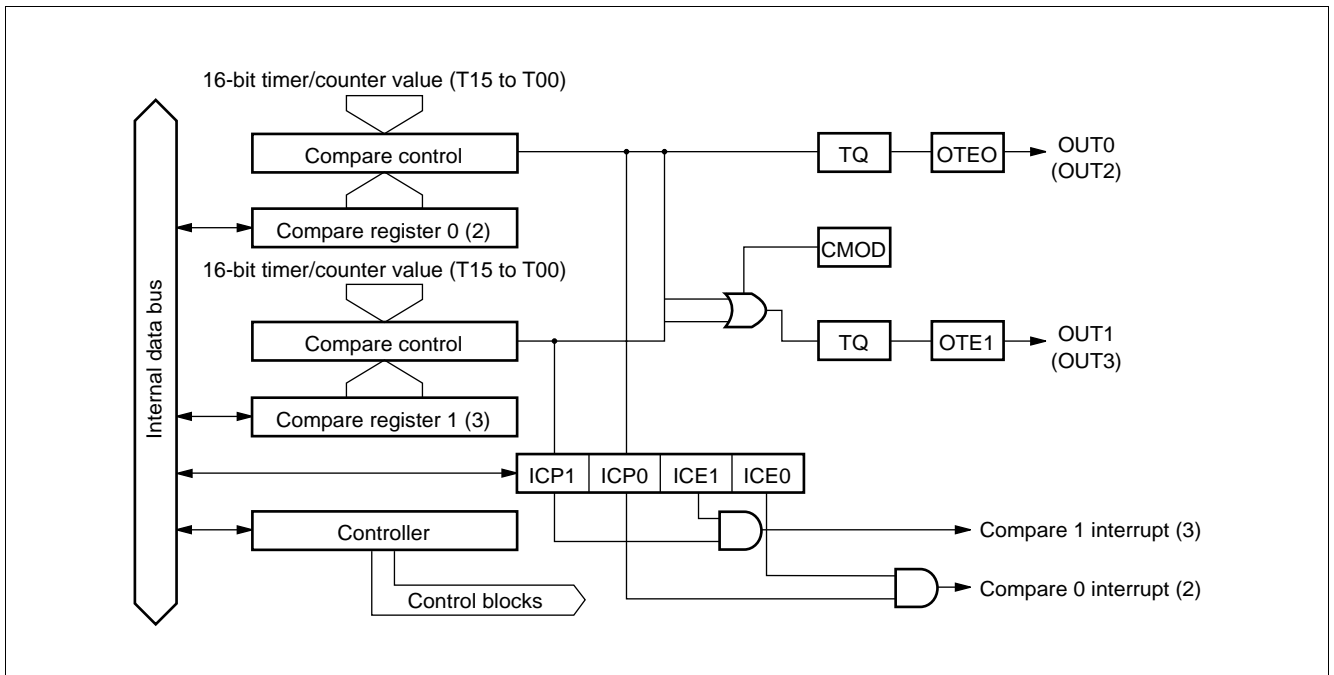 16-bit timer/counter value (T15 to T00)
Compare control
TQ
OTEO
OUT0
(OUT2)
Compare register 0 (2)
CMOD
16-bit timer/counter value (T15 to T00)
Internal data bus
Compare control
TQ
OTE1
OUT1
(OUT3)
Compare register 1 (3)
ICP1 ICP0 ICE1 ICE0
Controller
Compare 1 interrupt (3)
Control blocks
Compare 0 interrupt (2)